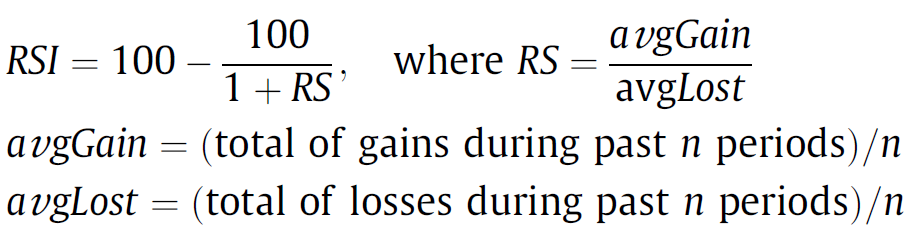 RSI = 100 − 100/(1 + RS), where RS = avgGain/avgLost
avgGain = (total of gains during past n periods)/n
avgLost = (total of losses during past n periods)/n